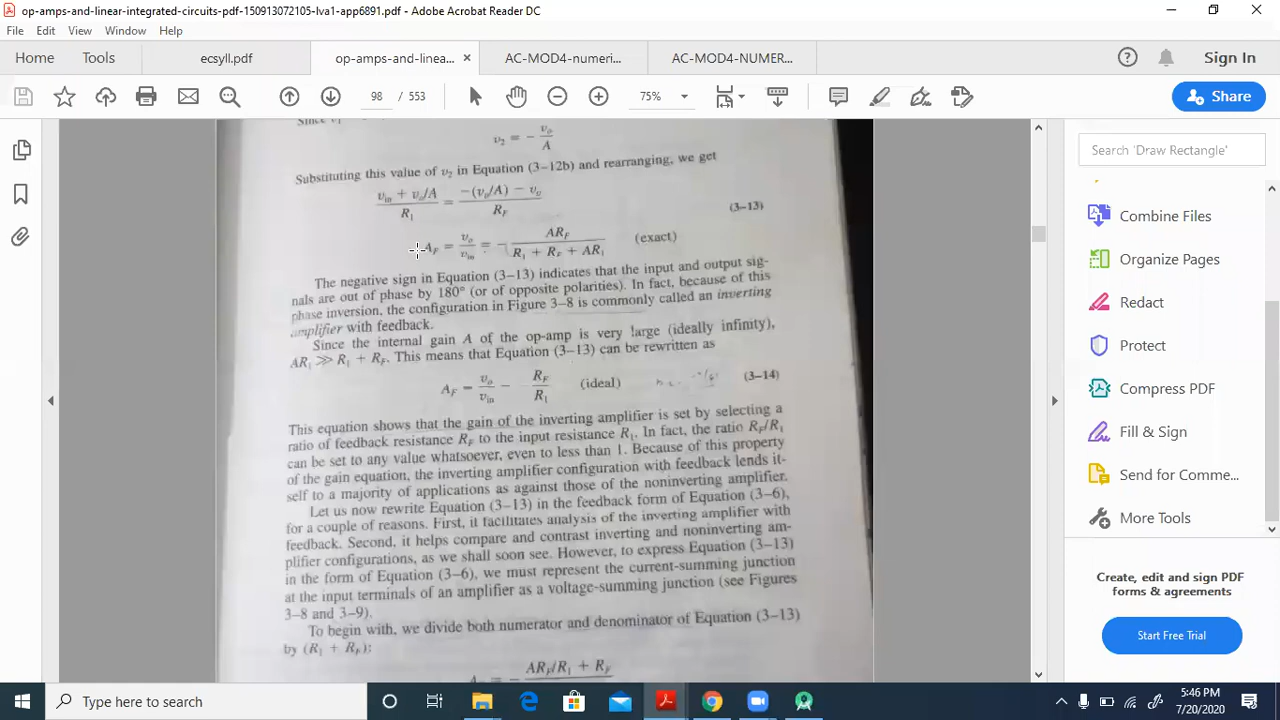 op-amps-and-linear-integrated-circuits-pdf-150913072105-lva1-app6891.pdf - Adobe Acrobat Reader DC
File Edit View Window Help
Home Tools ecsyll.pdf op-amps-and-linea... × AC-MOD4-numeri... AC-MOD4-NUMER... Sign In
98 / 553 75% Share
v₂ = − vₒ/A
Substituting this value of v₂ in Equation (3–12b) and rearranging, we get
(v_in + vₒ/A)/R₁ = (−(vₒ/A) − vₒ)/R_F
(3–13)
A_F = vₒ/v_in = − AR_F/(R₁ + R_F + AR₁) (exact)
The negative sign in Equation (3–13) indicates that the input and output sig-
nals are out of phase by 180° (or of opposite polarities). In fact, because of this
phase inversion, the configuration in Figure 3–8 is commonly called an inverting
amplifier with feedback.
Since the internal gain A of the op-amp is very large (ideally infinity),
AR₁ ≫ R₁ + R_F. This means that Equation (3–13) can be rewritten as
A_F = vₒ/v_in − R_F/R₁ (ideal) (3–14)
This equation shows that the gain of the inverting amplifier is set by selecting a
ratio of feedback resistance R_F to the input resistance R₁. In fact, the ratio R_F/R₁
can be set to any value whatsoever, even to less than 1. Because of this property
of the gain equation, the inverting amplifier configuration with feedback lends it-
self to a majority of applications as against those of the noninverting amplifier.
Let us now rewrite Equation (3–13) in the feedback form of Equation (3–6),
for a couple of reasons. First, it facilitates analysis of the inverting amplifier with
feedback. Second, it helps compare and contrast inverting and noninverting am-
plifier configurations, as we shall soon see. However, to express Equation (3–13)
in the form of Equation (3–6), we must represent the current-summing junction
at the input terminals of an amplifier as a voltage-summing junction (see Figures
3–8 and 3–9).
To begin with, we divide both numerator and denominator of Equation (3–13)
by (R₁ + R_F):
AR_F/R₁ + R_F
Search 'Draw Rectangle'
Combine Files
Organize Pages
Redact
Protect
Compress PDF
Fill & Sign
Send for Comme...
More Tools
Create, edit and sign PDF
forms & agreements
Start Free Trial
Type here to search
5:46 PM
7/20/2020